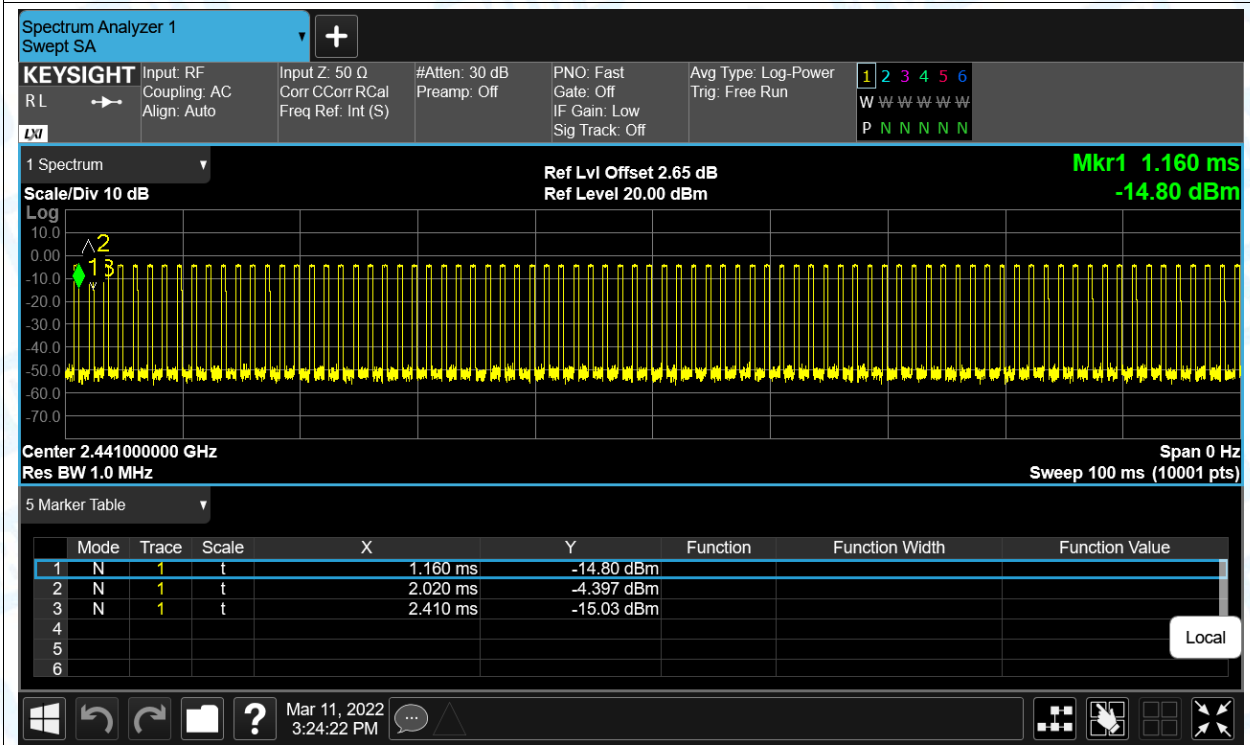 Spectrum Analyzer 1
Swept SA
+
KEYSIGHT
R L
LXI
Input: RF
Coupling: AC
Align: Auto
Input Z: 50 Ω
Corr CCorr RCal
Freq Ref: Int (S)
#Atten: 30 dB
Preamp: Off
PNO: Fast
Gate: Off
IF Gain: Low
Sig Track: Off
Avg Type: Log-Power
Trig: Free Run
1 2 3 4 5 6
W W W W W W
P N N N N N
1 Spectrum
Scale/Div 10 dB
Ref Lvl Offset 2.65 dB
Ref Level 20.00 dBm
Mkr1 1.160 ms
-14.80 dBm
Log
10.0
0.00
-10.0
-20.0
-30.0
-40.0
-50.0
-60.0
-70.0
2
1 3
Center 2.441000000 GHz
Span 0 Hz
Res BW 1.0 MHz
Sweep 100 ms (10001 pts)
5 Marker Table
Mode Trace Scale X Y Function Function Width Function Value
1 N 1 t 1.160 ms -14.80 dBm
2 N 1 t 2.020 ms -4.397 dBm
3 N 1 t 2.410 ms -15.03 dBm
4
5
6
Local
?
Mar 11, 2022
3:24:22 PM